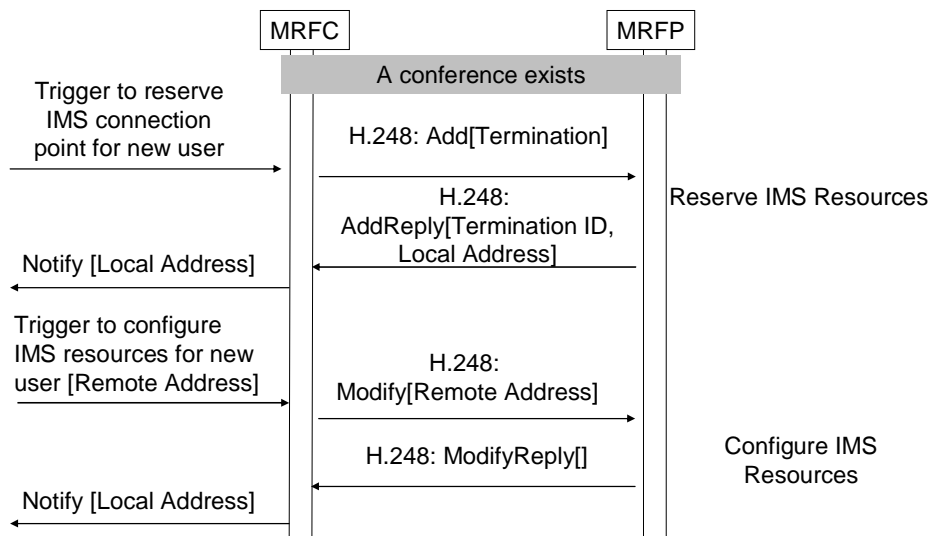 MRFC
MRFP
A conference exists
Trigger to reserve
IMS connection
point for new user
H.248: Add[Termination]
H.248:
AddReply[Termination ID,
Local Address]
Reserve IMS Resources
Notify [Local Address]
Trigger to configure
IMS resources for new
user [Remote Address]
H.248:
Modify[Remote Address]
H.248: ModifyReply[]
Configure IMS
Resources
Notify [Local Address]